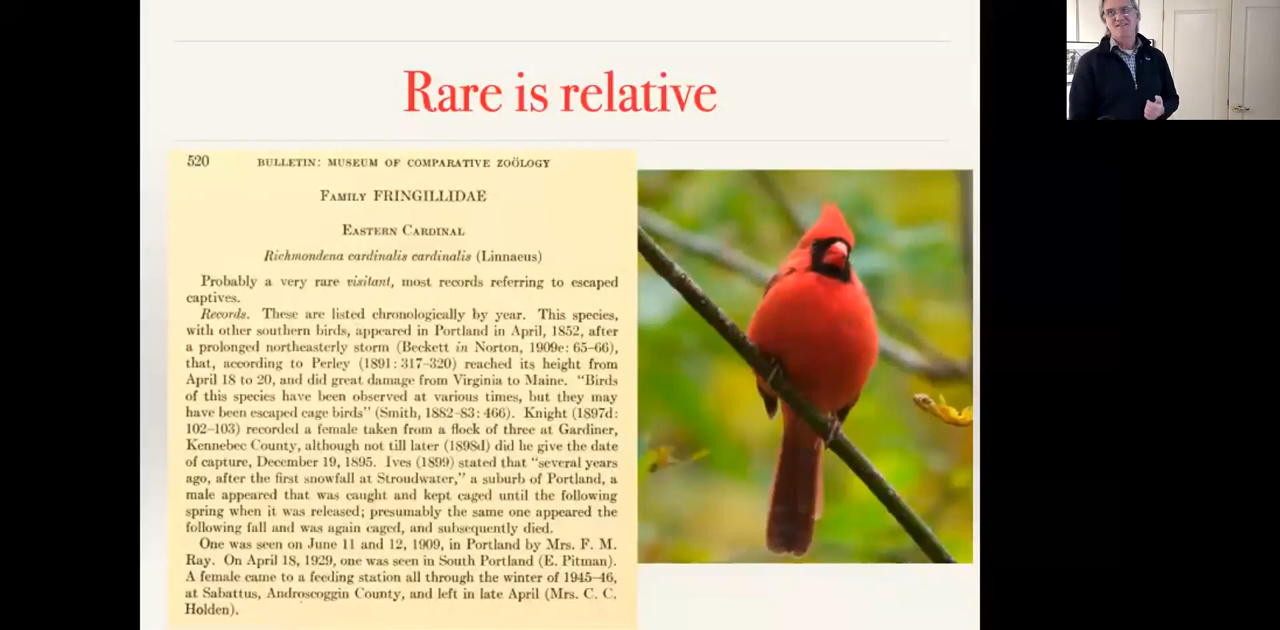 Rare is relative
520 BULLETIN: MUSEUM OF COMPARATIVE ZOÖLOGY
Family FRINGILLIDAE
Eastern Cardinal
Richmondena cardinalis cardinalis (Linnaeus)
Probably a very rare visitant, most records referring to escaped
captives.
Records. These are listed chronologically by year. This species,
with other southern birds, appeared in Portland in April, 1852, after
a prolonged northeasterly storm (Beckett in Norton, 1909e: 65–66),
that, according to Perley (1891: 317–320) reached its height from
April 18 to 20, and did great damage from Virginia to Maine. “Birds
of this species have been observed at various times, but they may
have been escaped cage birds” (Smith, 1882–83: 466). Knight (1897d:
102–103) recorded a female taken from a flock of three at Gardiner,
Kennebec County, although not till later (1898d) did he give the date
of capture, December 19, 1895. Ives (1899) stated that “several years
ago, after the first snowfall at Stroudwater,” a suburb of Portland, a
male appeared that was caught and kept caged until the following
spring when it was released; presumably the same one appeared the
following fall and was again caged, and subsequently died.
One was seen on June 11 and 12, 1909, in Portland by Mrs. F. M.
Ray. On April 18, 1929, one was seen in South Portland (E. Pitman).
A female came to a feeding station all through the winter of 1945–46,
at Sabattus, Androscoggin County, and left in late April (Mrs. C. C.
Holden).